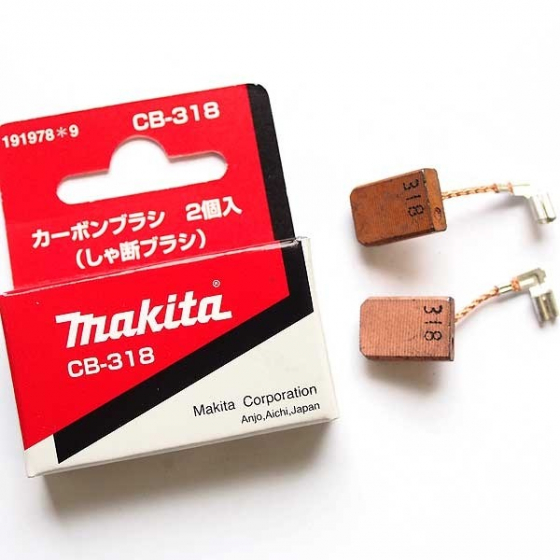 191978*9
CB-318
カーボンブラシ 2個入
(しゃ断ブラシ)
makita
CB-318
Makita Corporation
Anjo,Aichi,Japan
318
318